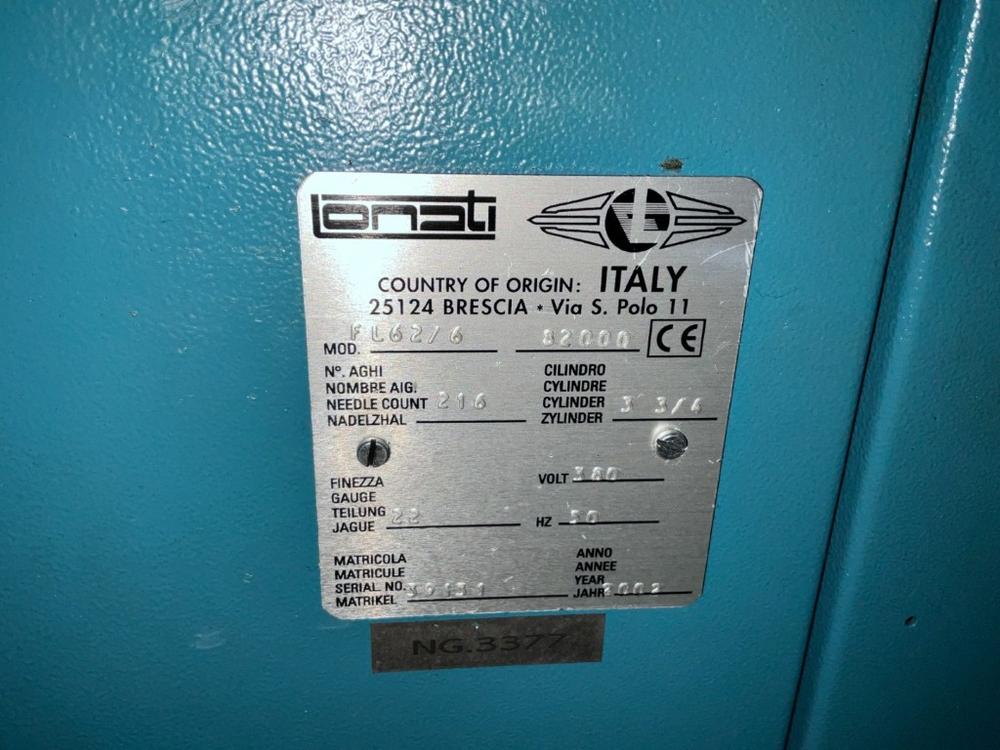 Lonati
COUNTRY OF ORIGIN: ITALY
25124 BRESCIA • Via S. Polo 11
MOD. FL62/6 82000 CE
N°. AGHI
NOMBRE AIG.
NEEDLE COUNT 216
NADELZHAL
CILINDRO
CYLINDRE
CYLINDER 3 3/4
ZYLINDER
FINEZZA
GAUGE
TEILUNG 22
JAGUE
VOLT 380
HZ 50
MATRICOLA
MATRICULE
SERIAL NO.
MATRIKEL
ANNO
ANNEE
YEAR
JAHR 2002
NG.3377